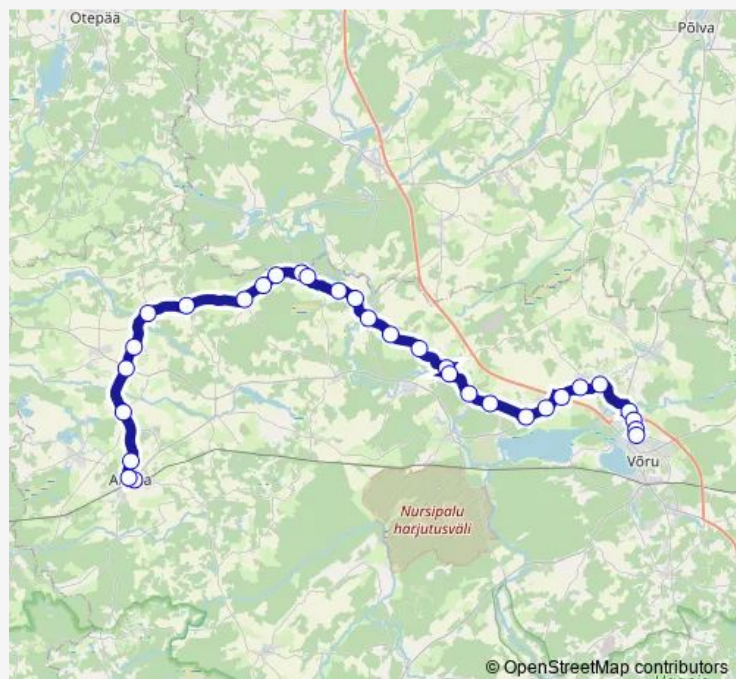 Otepää
Põlva
Võru
Nursipalu
harjutusväli
© OpenStreetMap contributors